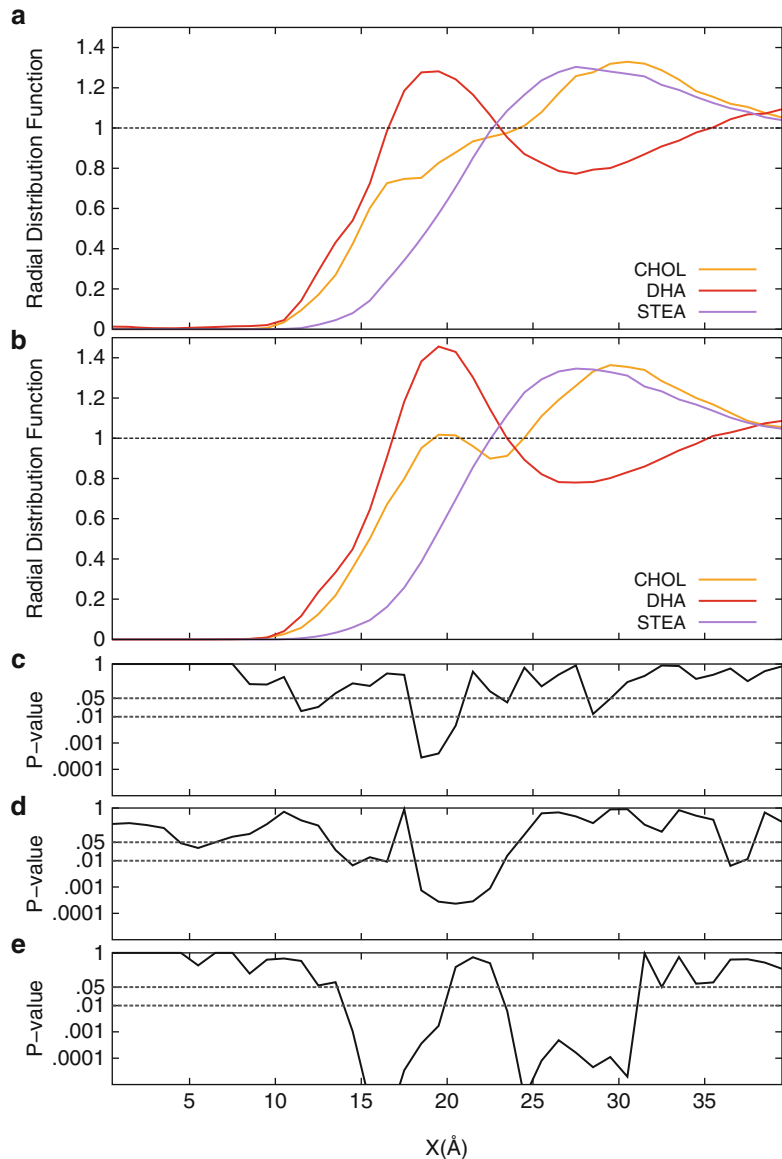 a
1.4
1.2
1
0.8
0.6
0.4
0.2
0
Radial Distribution Function
CHOL
DHA
STEA
b
1.4
1.2
1
0.8
0.6
0.4
0.2
0
Radial Distribution Function
CHOL
DHA
STEA
c
1
.05
.01
.001
.0001
P−value
d
1
.05
.01
.001
.0001
P−value
e
1
.05
.01
.001
.0001
P−value
5 10 15 20 25 30 35
X(Å)